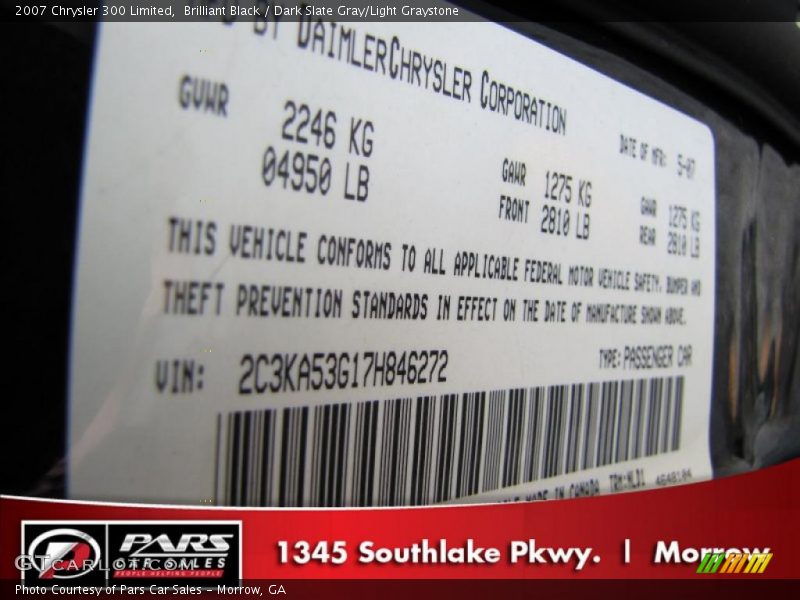 2007 Chrysler 300 Limited,  Brilliant Black / Dark Slate Gray/Light Graystone
BY DAIMLERCHRYSLER CORPORATION
GVWR
2246 KG
04950 LB
GAWR FRONT
1275 KG
2810 LB
DATE OF MFR: 5-07
GAWR REAR
1275 KG
2810 LB
THIS VEHICLE CONFORMS TO ALL APPLICABLE FEDERAL MOTOR VEHICLE SAFETY, BUMPER AND
THEFT PREVENTION STANDARDS IN EFFECT ON THE DATE OF MANUFACTURE SHOWN ABOVE.
VIN: 2C3KA53G17H846272
TYPE: PASSENGER CAR
MADE IN CANADA
PARS
CAR SALES
PEOPLE HELPING PEOPLE
1345 Southlake Pkwy. | Morrow
GTCARLOT.COM
Photo Courtesy of Pars Car Sales - Morrow, GA